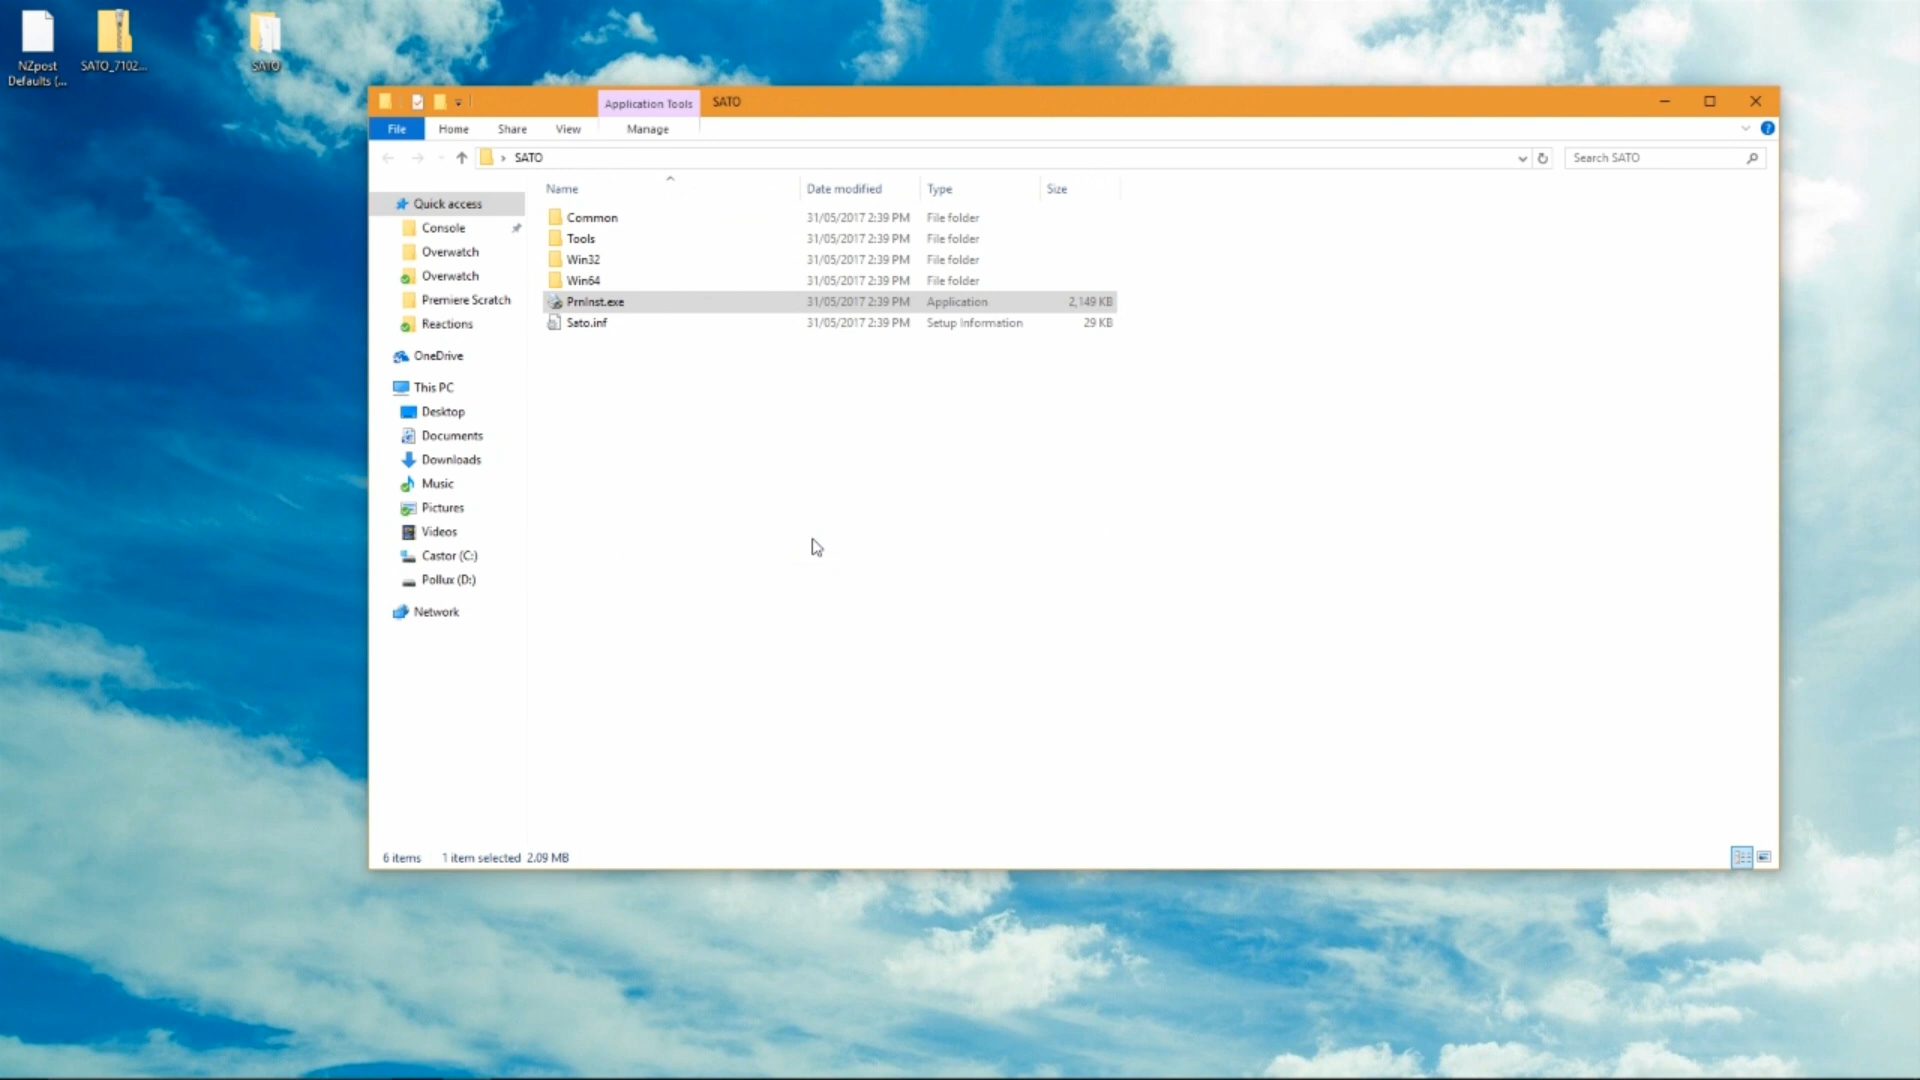 NZpost
Defaults (...
SATO_7102...
SATO
Application Tools
SATO
File
Home
Share
View
Manage
SATO
Search SATO
Name
Date modified
Type
Size
Quick access
Console
Overwatch
Overwatch
Premiere Scratch
Reactions
OneDrive
This PC
Desktop
Documents
Downloads
Music
Pictures
Videos
Castor (C:)
Pollux (D:)
Network
Common 31/05/2017 2:39 PM File folder
Tools 31/05/2017 2:39 PM File folder
Win32 31/05/2017 2:39 PM File folder
Win64 31/05/2017 2:39 PM File folder
PrnInst.exe 31/05/2017 2:39 PM Application 2,149 KB
Sato.inf 31/05/2017 2:39 PM Setup Information 29 KB
6 items 1 item selected 2.09 MB